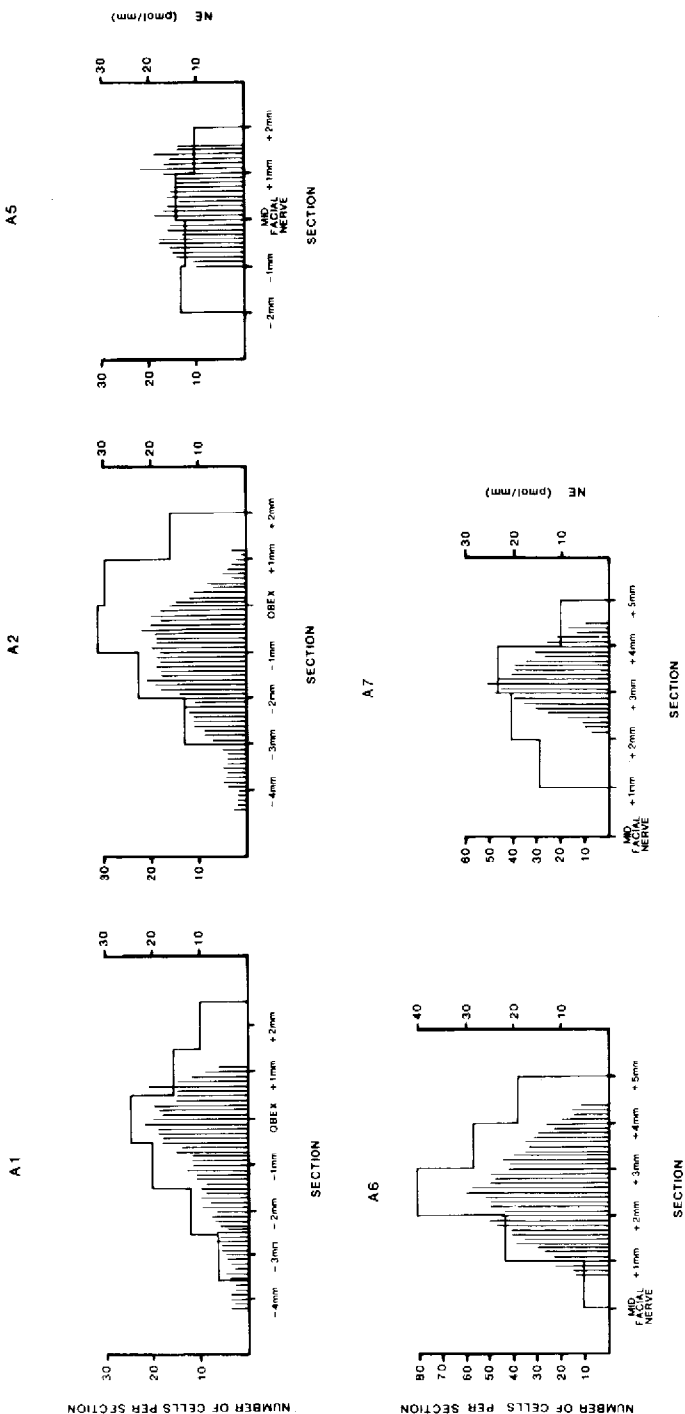 A1
NUMBER OF CELLS PER SECTION
30
20
10
30
20
10
-4mm -3mm -2mm -1mm OBEX +1mm +2mm
SECTION
A2
30
20
10
30
20
10
-4mm -3mm -2mm -1mm OBEX +1mm +2mm
SECTION
A5
30
20
10
30
20
10
NE (pmol/mm)
-2mm -1mm MID FACIAL NERVE +1mm +2mm
SECTION
A6
NUMBER OF CELLS PER SECTION
80
70
60
50
40
30
20
10
40
30
20
10
MID FACIAL NERVE +1mm +2mm +3mm +4mm +5mm
SECTION
A7
60
50
40
30
20
10
30
20
10
NE (pmol/mm)
MID FACIAL NERVE +1mm +2mm +3mm +4mm +5mm
SECTION